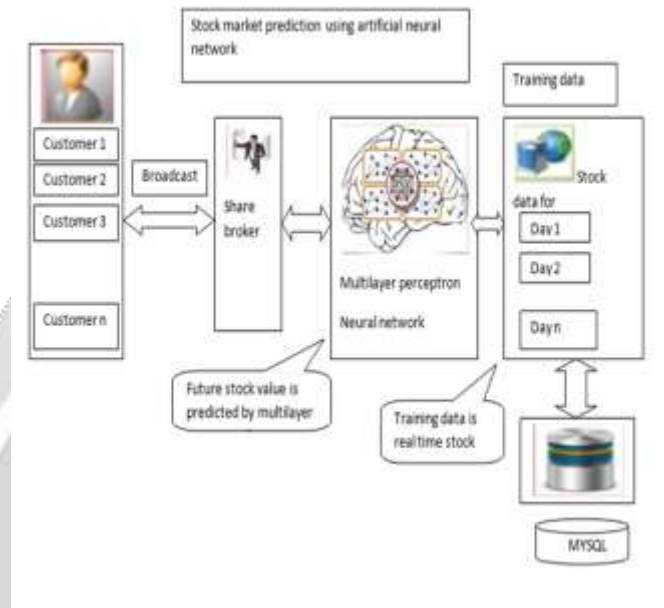 Stock market prediction using artificial neural
network
Training data
Customer 1
Customer 2
Customer 3
Customer n
Broadcast
Share
broker
Multilayer perceptron
Neural network
Stock
data for
Day 1
Day 2
Day n
Future stock value is
predicted by multilayer
Training data is
real time stock
MYSQL